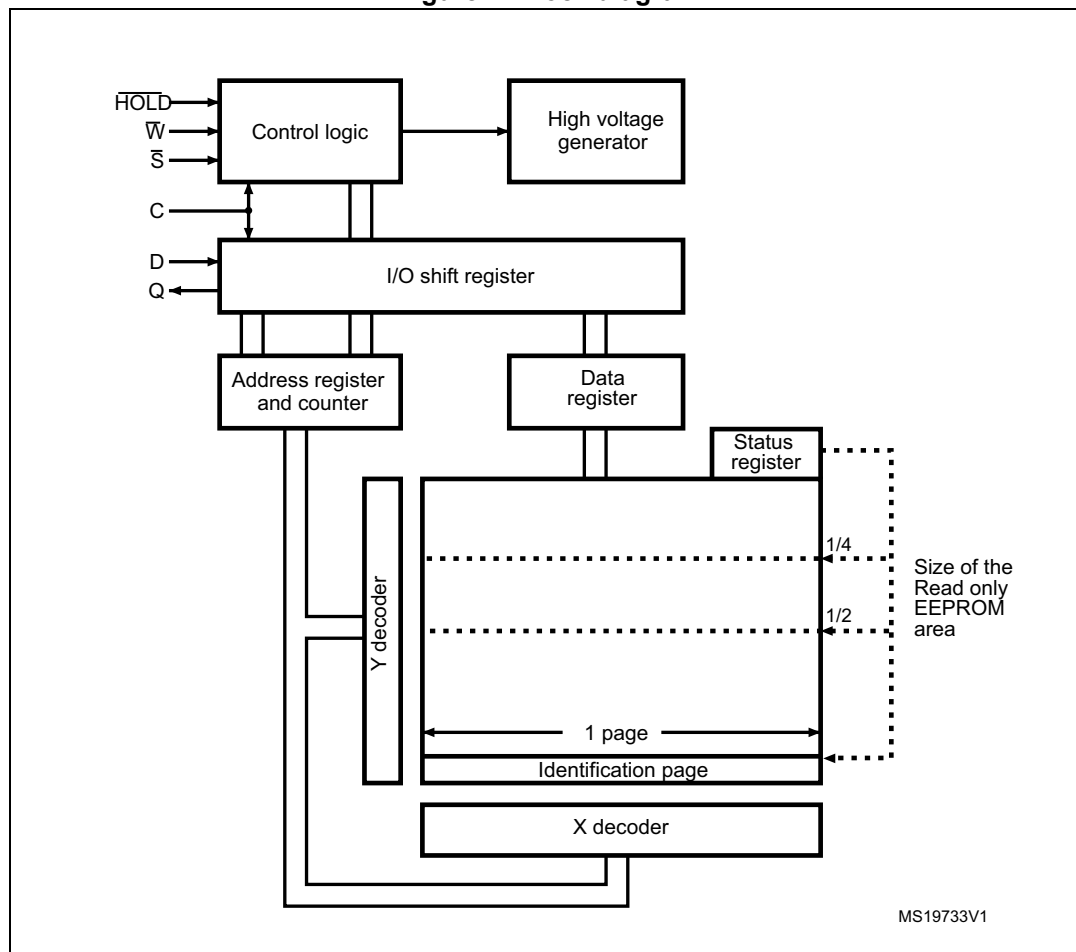 HOLD
W
S
C
D
Q
Control logic
High voltage
generator
I/O shift register
Address register
and counter
Data
register
Status
register
1/4
1/2
Size of the
Read only
EEPROM
area
Y decoder
1 page
Identification page
X decoder
MS19733V1